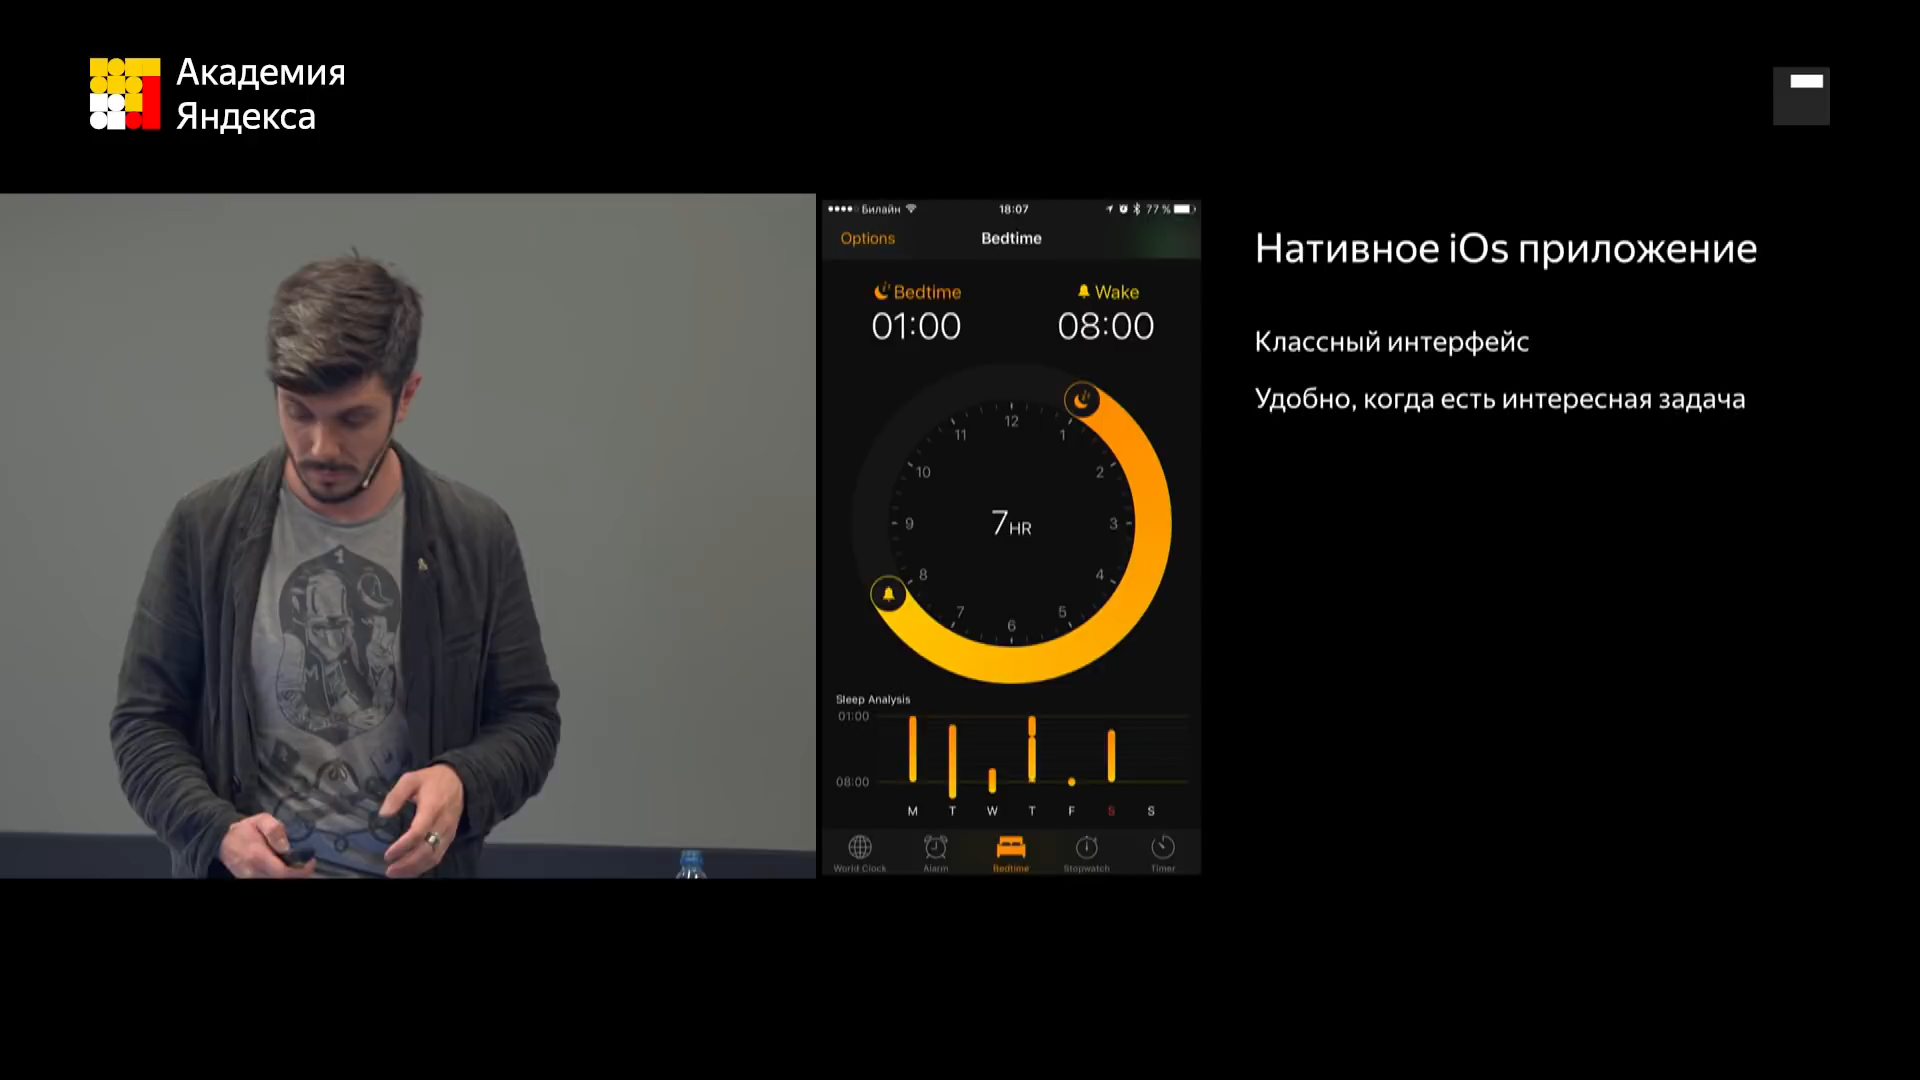 Академия
Яндекса
Билайн 18:07 77 %
Options Bedtime
Bedtime Wake
01:00 08:00
12
11 1
10 2
9 7HR 3
8 4
7 5
6
Sleep Analysis
01:00
08:00
M T W T F S S
World Clock Alarm Bedtime Stopwatch Timer
Нативное iOs приложение
Классный интерфейс
Удобно, когда есть интересная задача